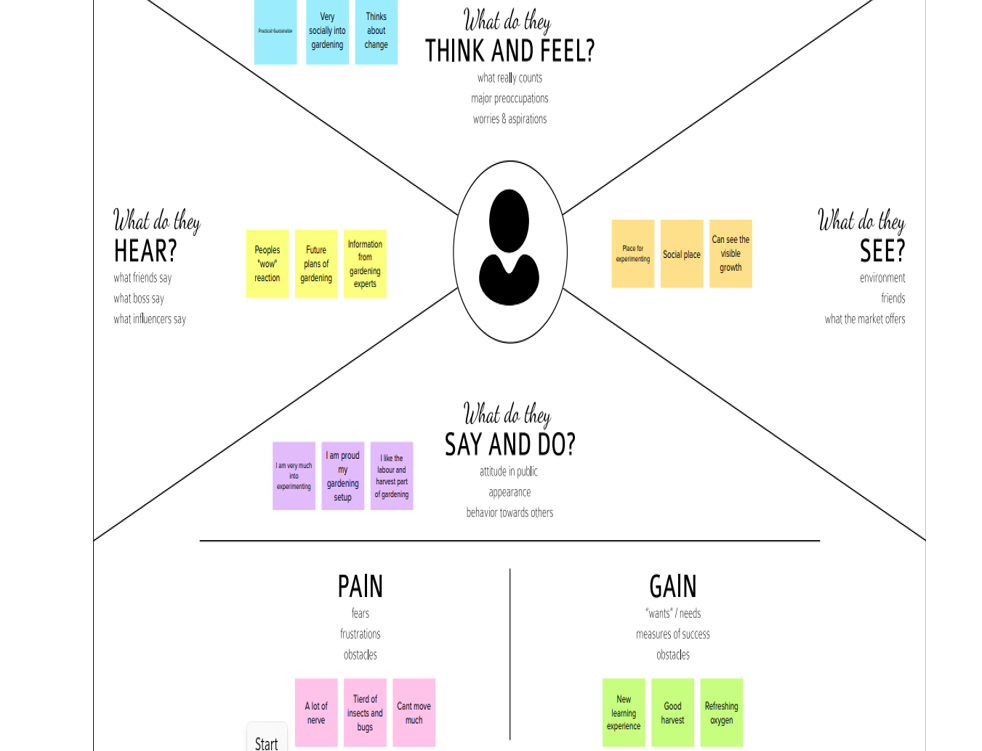 Practical-Sustainable
Very
socially into
gardening
Thinks
about
change
What do they
THINK AND FEEL?
what really counts
major preoccupations
worries & aspirations
What do they
HEAR?
what friends say
what boss say
what influencers say
Peoples
"wow"
reaction
Future
plans of
gardening
Information
from
gardening
experts
Place for
experimenting
Social place
Can see the
visible
growth
What do they
SEE?
environment
friends
what the market offers
What do they
SAY AND DO?
attitude in public
appearance
behavior towards others
I am very much
into
experimenting
I am proud
my
gardening
setup
I like the
labour and
harvest part
of gardening
PAIN
fears
frustrations
obstacles
A lot of
nerve
Tierd of
insects and
bugs
Cant move
much
Start
GAIN
"wants" / needs
measures of success
obstacles
New
learning
experience
Good
harvest
Refreshing
oxygen